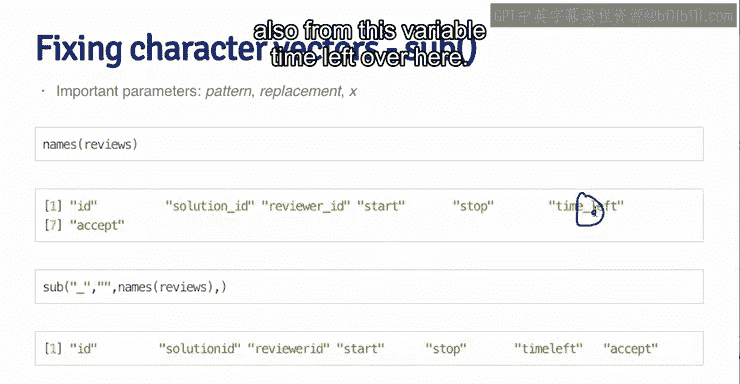 GPT中英字幕课程资源@bilibili.com
also from this variable
time left over here.
Fixing character vectors - sub()
· Important parameters: pattern, replacement, x
names(reviews)
[1] "id" "solution_id" "reviewer_id" "start" "stop" "time_left"
[7] "accept"
sub("_","",names(reviews),)
[1] "id" "solutionid" "reviewerid" "start" "stop" "timeleft" "accept"